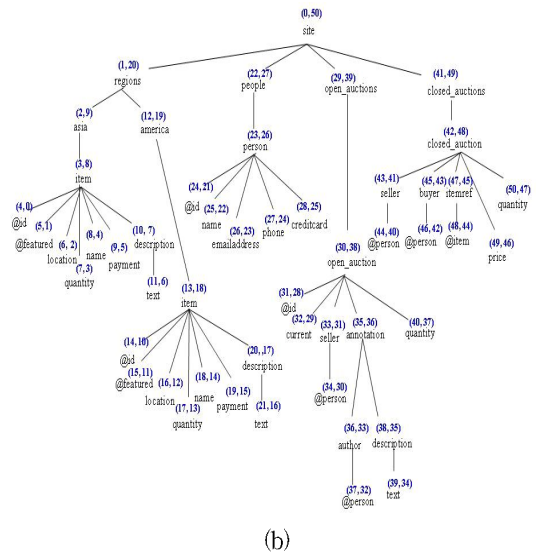 (0, 50)
site
(1, 20)
regions
(22, 27)
people
(29, 39)
open_auctions
(41, 49)
closed_auctions
(2, 9)
asia
(12, 19)
america
(23, 26)
person
(42, 48)
closed_auction
(3, 8)
item
(4, 0)
@id
(5, 1)
@featured
(6, 2)
location
(7, 3)
quantity
(8, 4)
name
(9, 5)
payment
(10, 7)
description
(11, 6)
text
(24, 21)
@id
(25, 22)
name
(26, 23)
emailaddress
(27, 24)
phone
(28, 25)
creditcard
(43, 41)
seller
(44, 40)
@person
(45, 43)
buyer
(46, 42)
@person
(47, 45)
itemref
(48, 44)
@item
(49, 46)
price
(50, 47)
quantity
(13, 18)
item
(14, 10)
@id
(15, 11)
@featured
(16, 12)
location
(17, 13)
quantity
(18, 14)
name
(19, 15)
payment
(20, 17)
description
(21, 16)
text
(30, 38)
open_auction
(31, 28)
@id
(32, 29)
current
(33, 31)
seller
(34, 30)
@person
(35, 36)
annotation
(40, 37)
quantity
(36, 33)
author
(37, 32)
@person
(38, 35)
description
(39, 34)
text
(b)